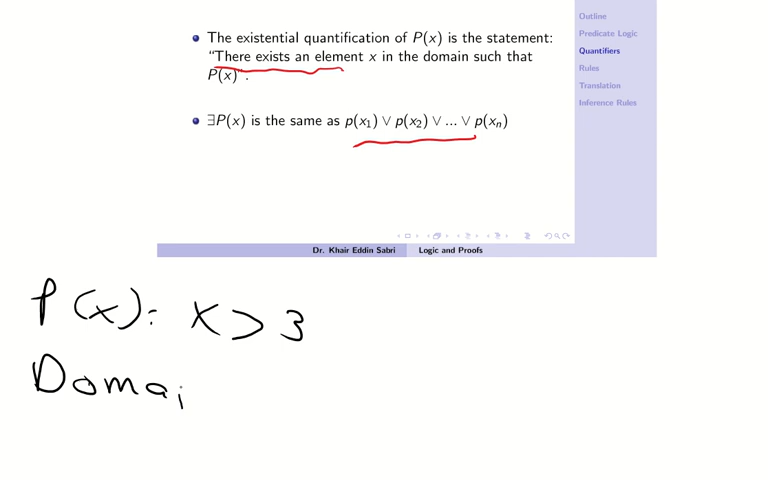 The existential quantification of P(x) is the statement:
"There exists an element x in the domain such that
P(x)".
∃P(x) is the same as p(x₁) ∨ p(x₂) ∨ ... ∨ p(xₙ)
Outline
Predicate Logic
Quantifiers
Rules
Translation
Inference Rules
Dr. Khair Eddin Sabri Logic and Proofs
P(x): x > 3
Domai